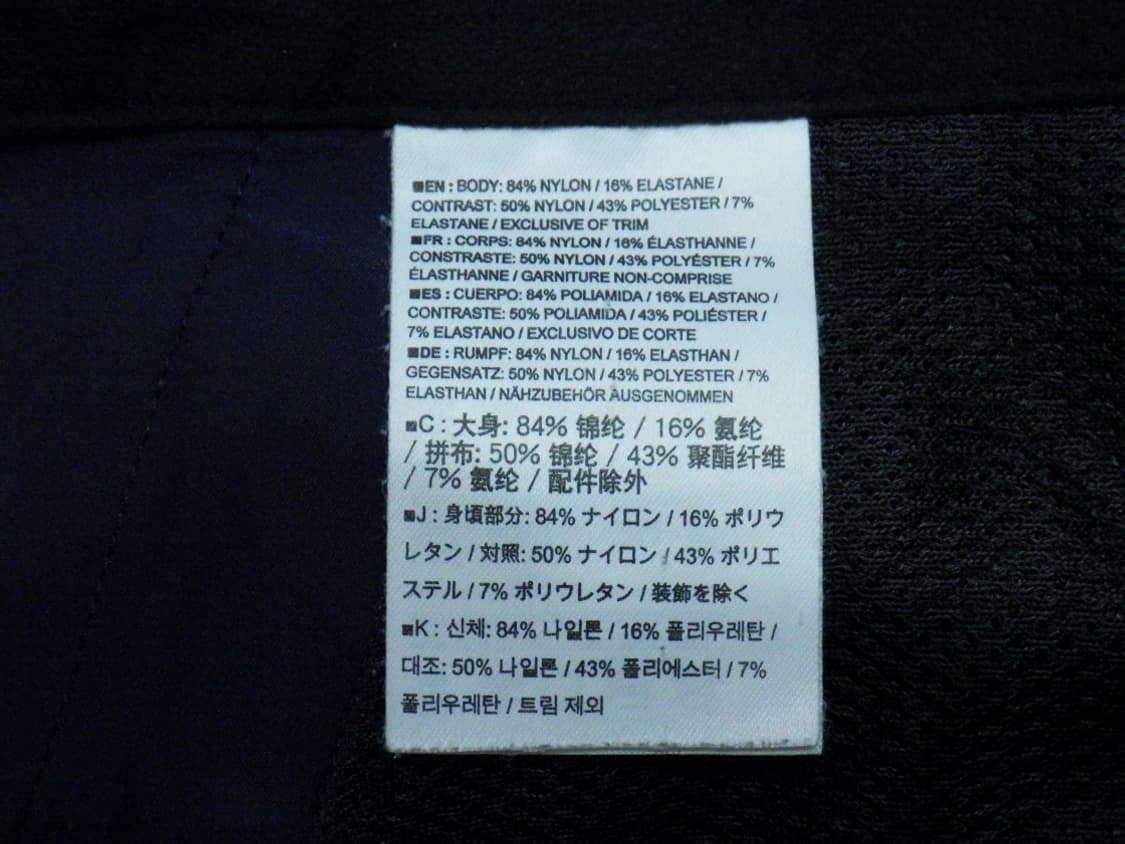 ■EN : BODY: 84% NYLON / 16% ELASTANE /
CONTRAST: 50% NYLON / 43% POLYESTER / 7%
ELASTANE / EXCLUSIVE OF TRIM
■FR : CORPS: 84% NYLON / 16% ÉLASTHANNE /
CONSTRASTE: 50% NYLON / 43% POLYÉSTER / 7%
ÉLASTHANNE / GARNITURE NON-COMPRISE
■ES : CUERPO: 84% POLIAMIDA / 16% ELASTANO /
CONTRASTE: 50% POLIAMIDA / 43% POLIÉSTER /
7% ELASTANO / EXCLUSIVO DE CORTE
■DE : RUMPF: 84% NYLON / 16% ELASTHAN /
GEGENSATZ: 50% NYLON / 43% POLYESTER / 7%
ELASTHAN / NÄHZUBEHÖR AUSGENOMMEN
■C : 大身: 84% 锦纶 / 16% 氨纶
/ 拼布: 50% 锦纶 / 43% 聚酯纤维
/ 7% 氨纶 / 配件除外
■J : 身頃部分: 84% ナイロン / 16% ポリウ
レタン / 対照: 50% ナイロン / 43% ポリエ
ステル / 7% ポリウレタン / 装飾を除く
■K : 신체: 84% 나일론 / 16% 폴리우레탄 /
대조: 50% 나일론 / 43% 폴리에스터 / 7%
폴리우레탄 / 트림 제외